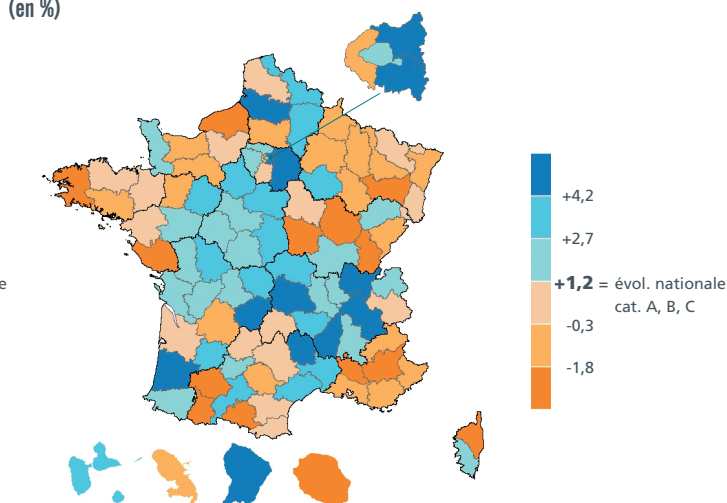 (en %)
+4,2
+2,7
+1,2 = évol. nationale
cat. A, B, C
-0,3
-1,8
e